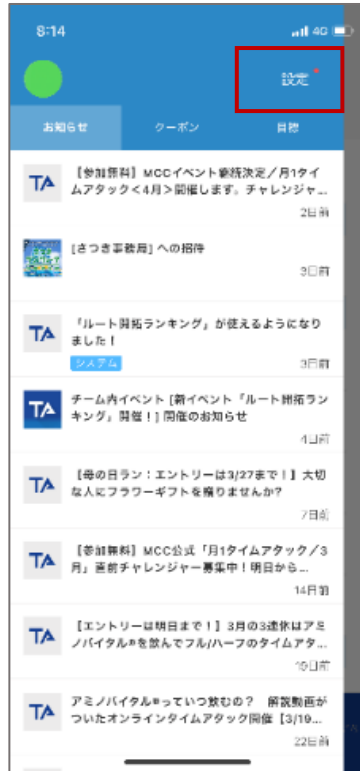 8:14
4G
設定
お知らせ
クーポン
目標
TA
【参加無料】MCCイベント継続決定／月1タイ
ムアタック<4月>開催します。チャレンジャ...
2日前
[さつき事務局] への招待
3日前
TA
「ルート開拓ランキング」が使えるようになり
ました！
システム
3日前
TA
チーム内イベント [新イベント「ルート開拓ラン
キング」開催！] 開催のお知らせ
4日前
TA
【母の日ラン：エントリーは3/27まで！】大切
な人にフラワーギフトを贈りませんか？
7日前
TA
【参加無料】MCC公式「月1タイムアタック／3
月」直前チャレンジャー募集中！明日から...
14日前
TA
【エントリーは明日まで！】3月の3連休はアミ
ノバイタル®を飲んでフル/ハーフのタイムアタ...
19日前
TA
アミノバイタル®っていつ飲むの？ 解説動画が
ついたオンラインタイムアタック開催【3/19...
22日前